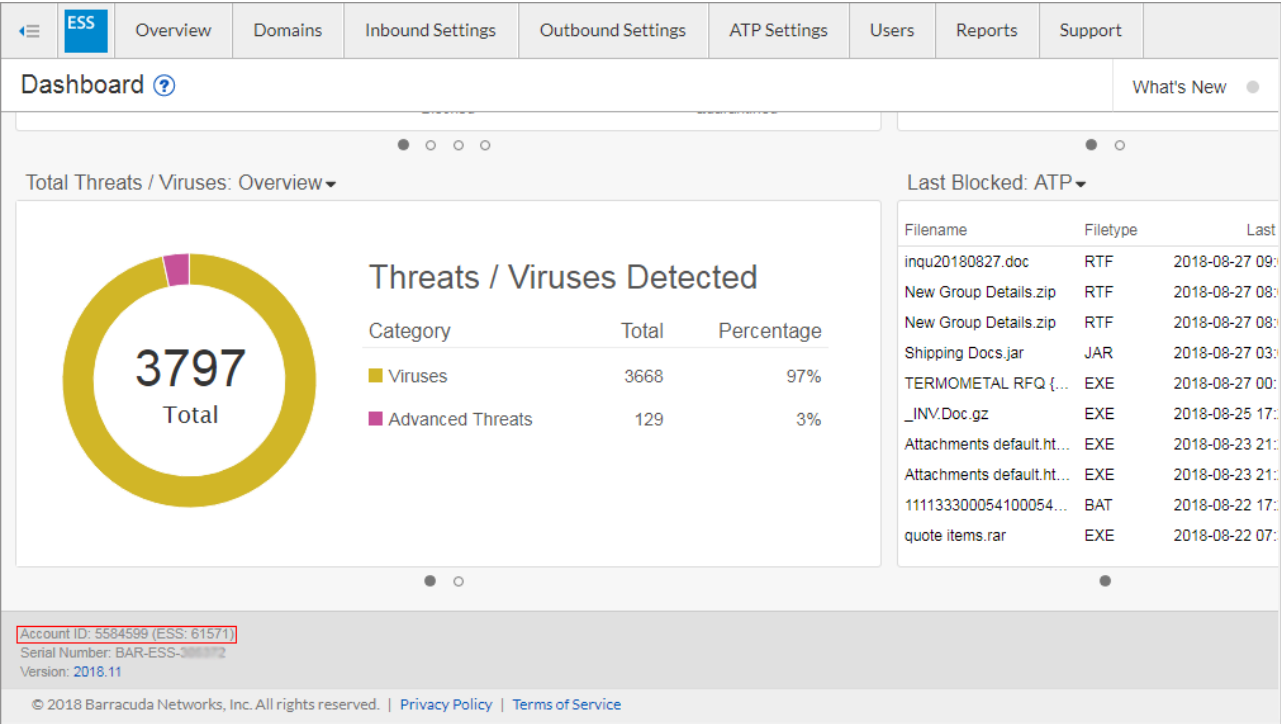 ESS Overview Domains Inbound Settings Outbound Settings ATP Settings Users Reports Support
Dashboard ? What's New
Total Threats / Viruses: Overview
3797
Total
Threats / Viruses Detected
Category Total Percentage
Viruses 3668 97%
Advanced Threats 129 3%
Last Blocked: ATP
Filename Filetype Last
inqu20180827.doc RTF 2018-08-27 09:
New Group Details.zip RTF 2018-08-27 08:
New Group Details.zip RTF 2018-08-27 08:
Shipping Docs.jar JAR 2018-08-27 03:
TERMOMETAL RFQ {... EXE 2018-08-27 00:
_INV.Doc.gz EXE 2018-08-25 17:
Attachments default.ht... EXE 2018-08-23 21:
Attachments default.ht... EXE 2018-08-23 21:
111133300054100054... BAT 2018-08-22 17:
quote items.rar EXE 2018-08-22 07:
Account ID: 5584599 (ESS: 61571)
Serial Number: BAR-ESS-
Version: 2018.11
© 2018 Barracuda Networks, Inc. All rights reserved. | Privacy Policy | Terms of Service